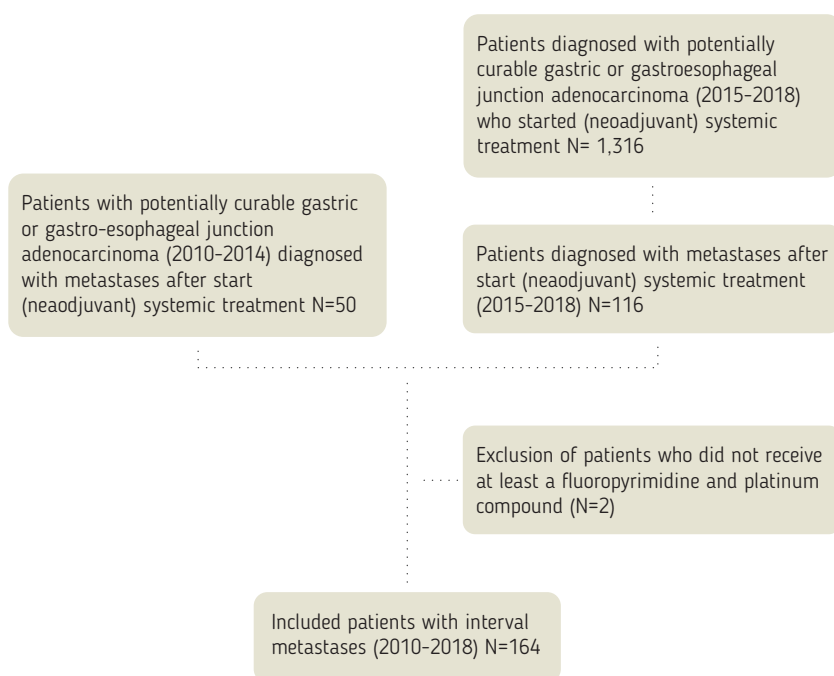 Patients diagnosed with potentially
curable gastric or gastroesophageal
junction adenocarcinoma (2015-2018)
who started (neoadjuvant) systemic
treatment N= 1,316
Patients with potentially curable gastric
or gastro-esophageal junction
adenocarcinoma (2010-2014) diagnosed
with metastases after start
(neaodjuvant) systemic treatment N=50
Patients diagnosed with metastases after
start (neaodjuvant) systemic treatment
(2015-2018) N=116
Exclusion of patients who did not receive
at least a fluoropyrimidine and platinum
compound (N=2)
Included patients with interval
metastases (2010-2018) N=164